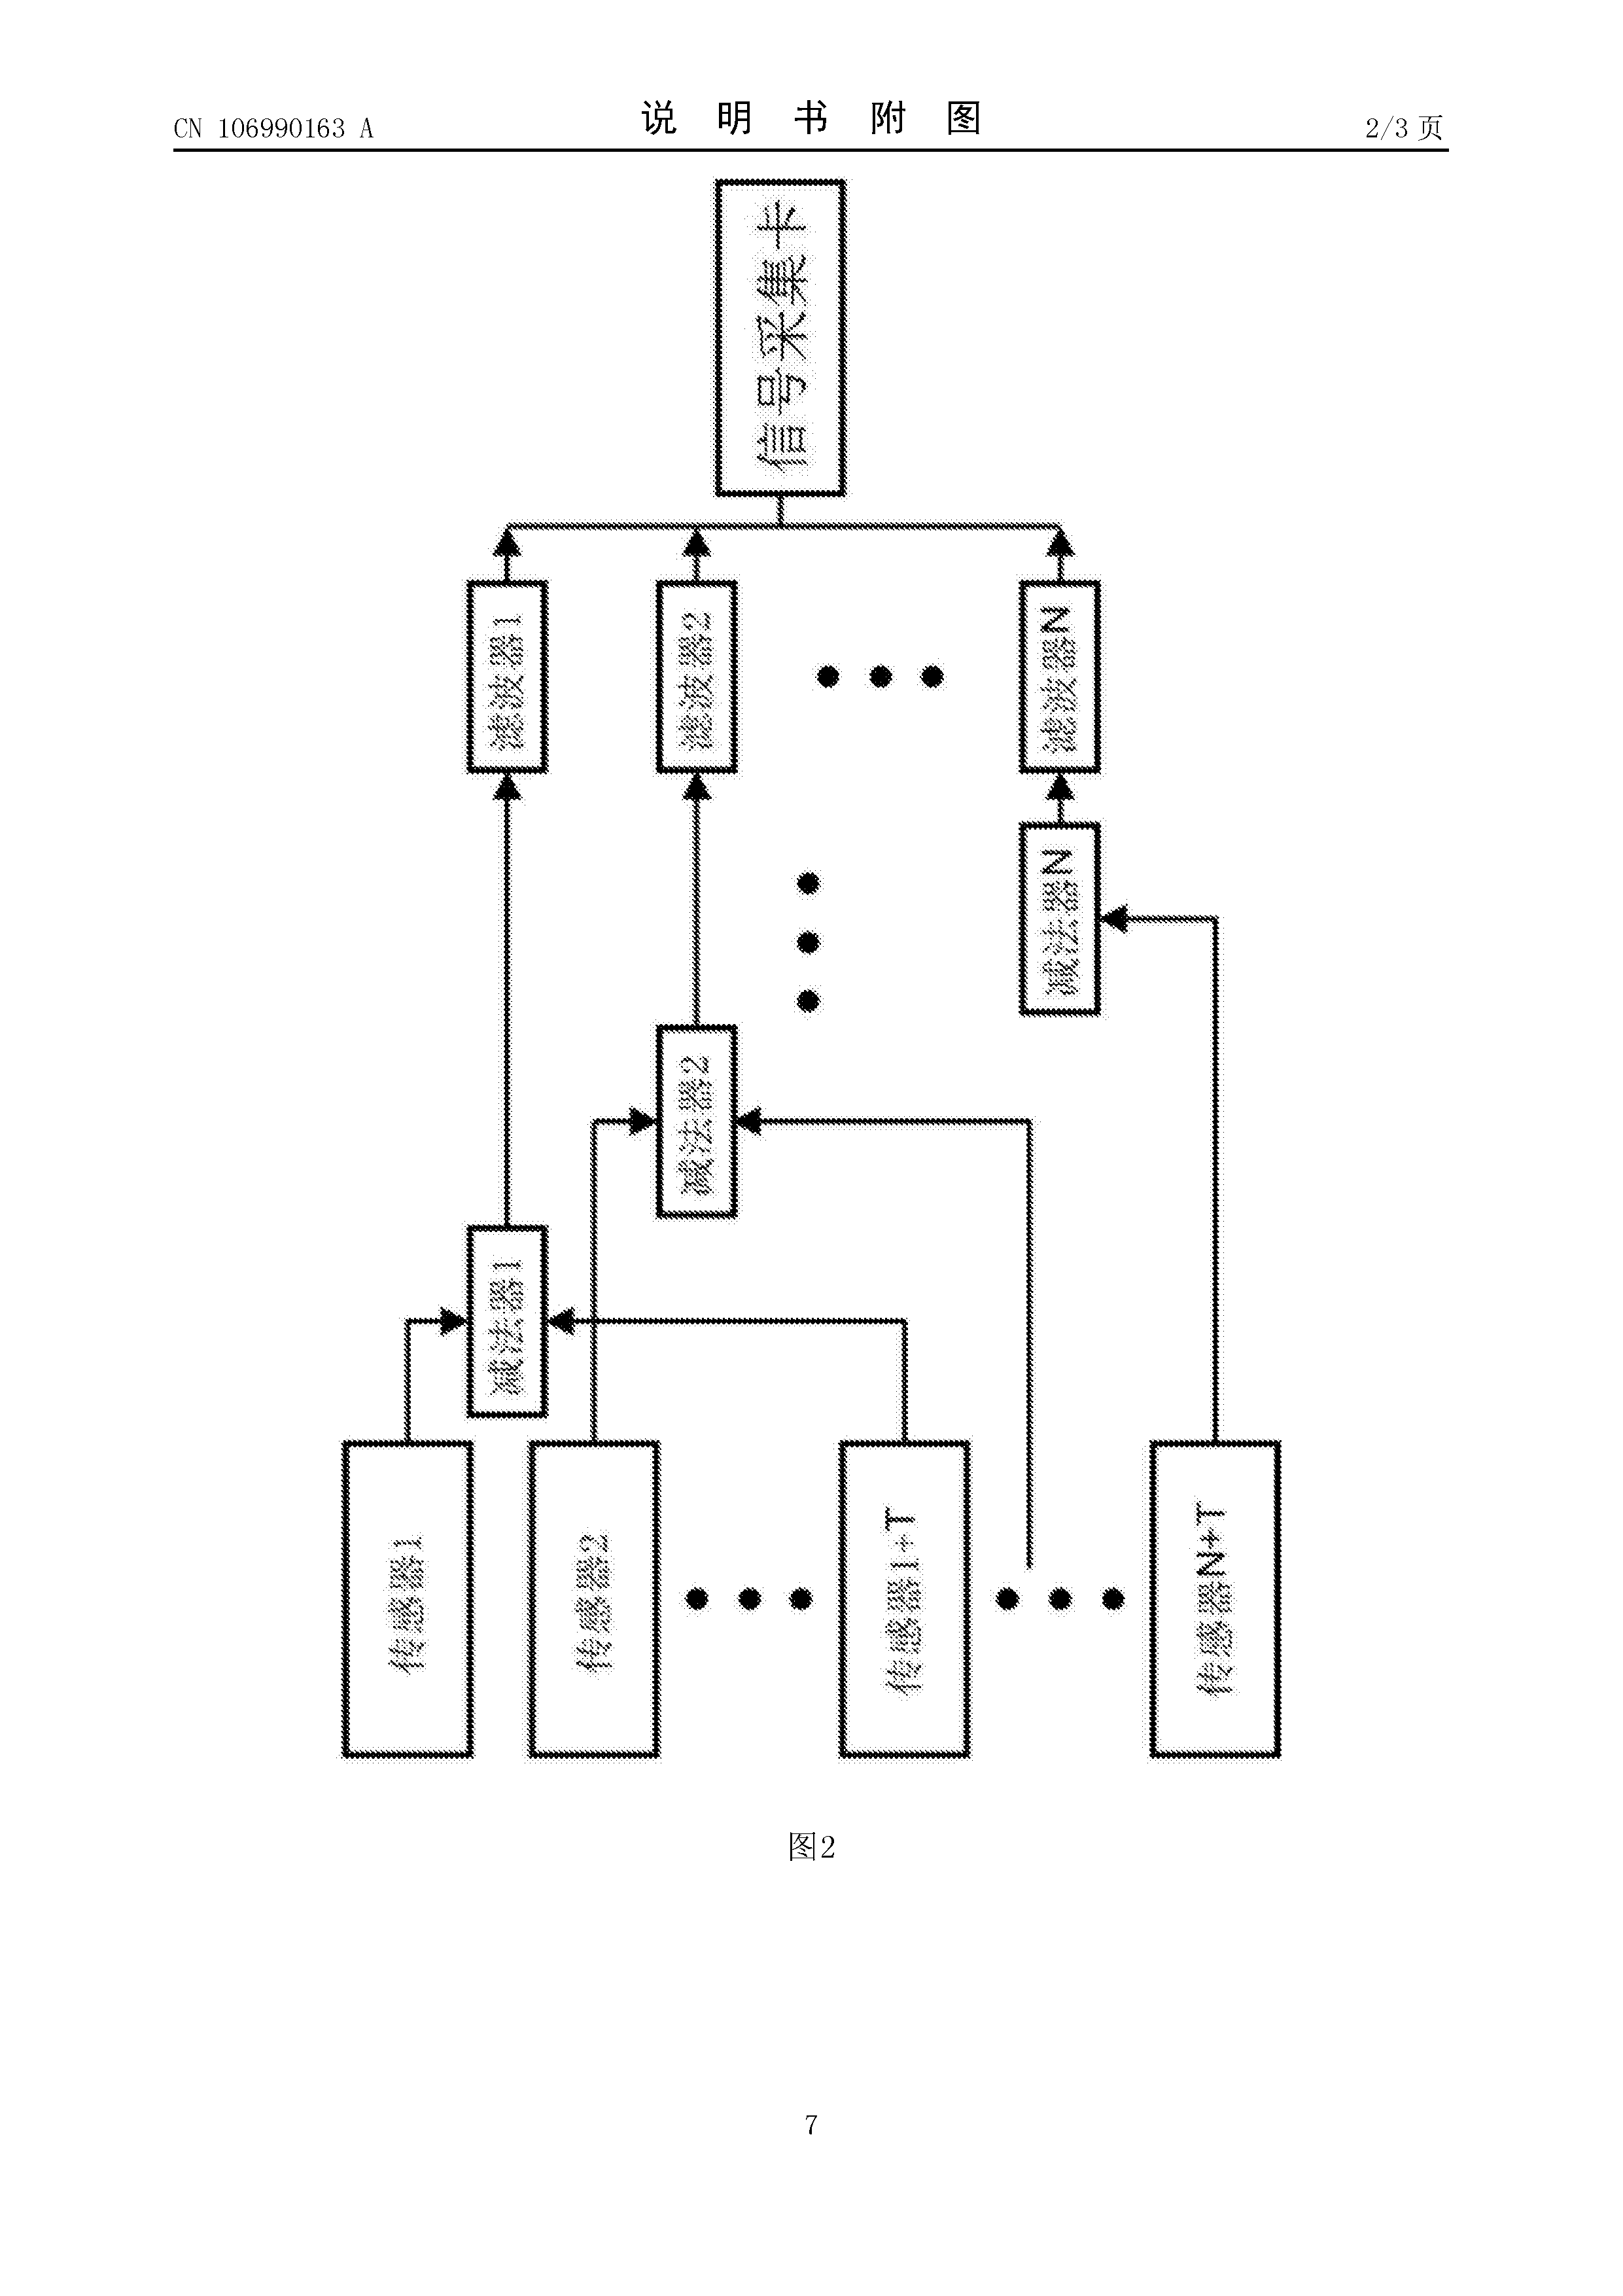 CN 106990163 A
说明书附图
2/3 页
信号采集卡
滤波器1
滤波器2
滤波器N
减法器N
减法器2
减法器1
传感器1
传感器2
传感器1+T
传感器N+T
图2
7